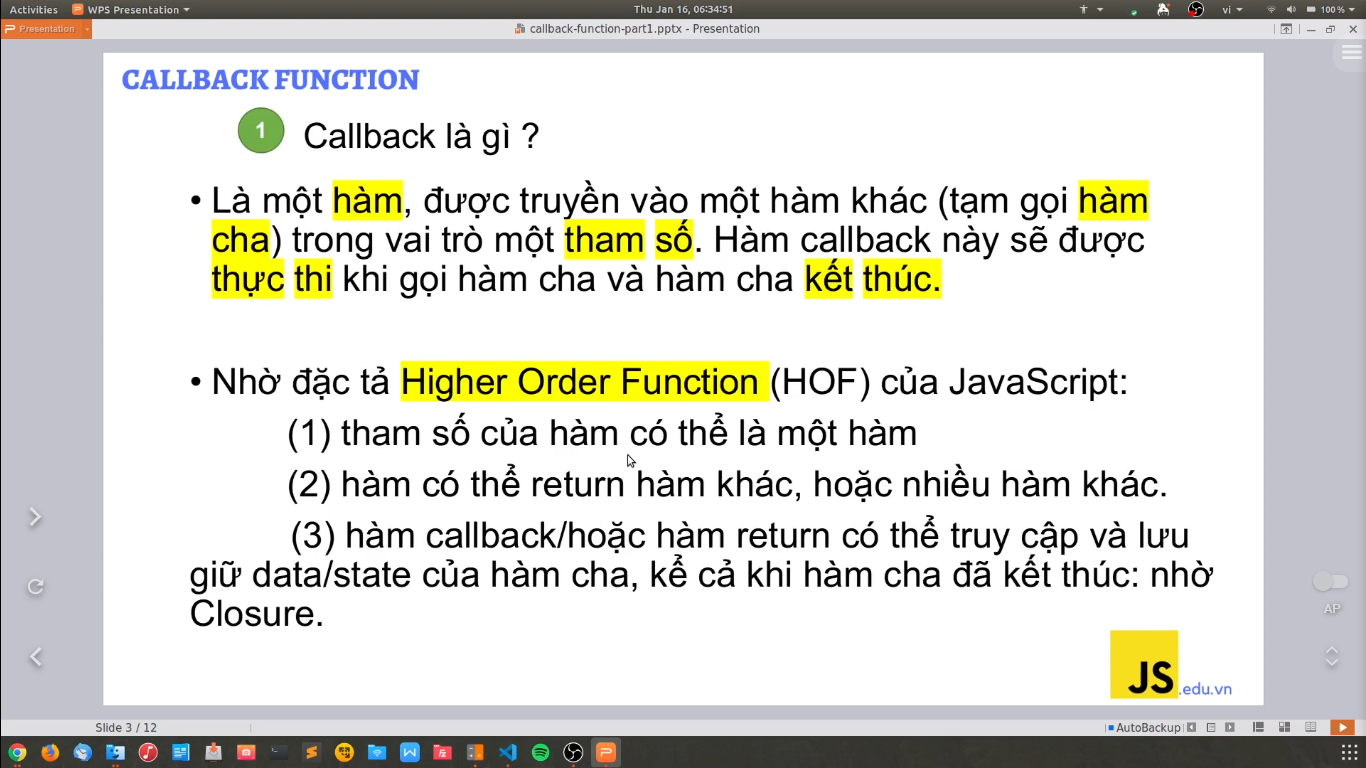 Activities WPS Presentation Thu Jan 16, 06:34:51 vi 100 %
Presentation callback-function-part1.pptx - Presentation
CALLBACK FUNCTION
1 Callback là gì ?
• Là một hàm, được truyền vào một hàm khác (tạm gọi hàm
cha) trong vai trò một tham số. Hàm callback này sẽ được
thực thi khi gọi hàm cha và hàm cha kết thúc.
• Nhờ đặc tả Higher Order Function (HOF) của JavaScript:
(1) tham số của hàm có thể là một hàm
(2) hàm có thể return hàm khác, hoặc nhiều hàm khác.
(3) hàm callback/hoặc hàm return có thể truy cập và lưu
giữ data/state của hàm cha, kể cả khi hàm cha đã kết thúc: nhờ
Closure.
AP
JS.edu.vn
Slide 3 / 12 AutoBackup